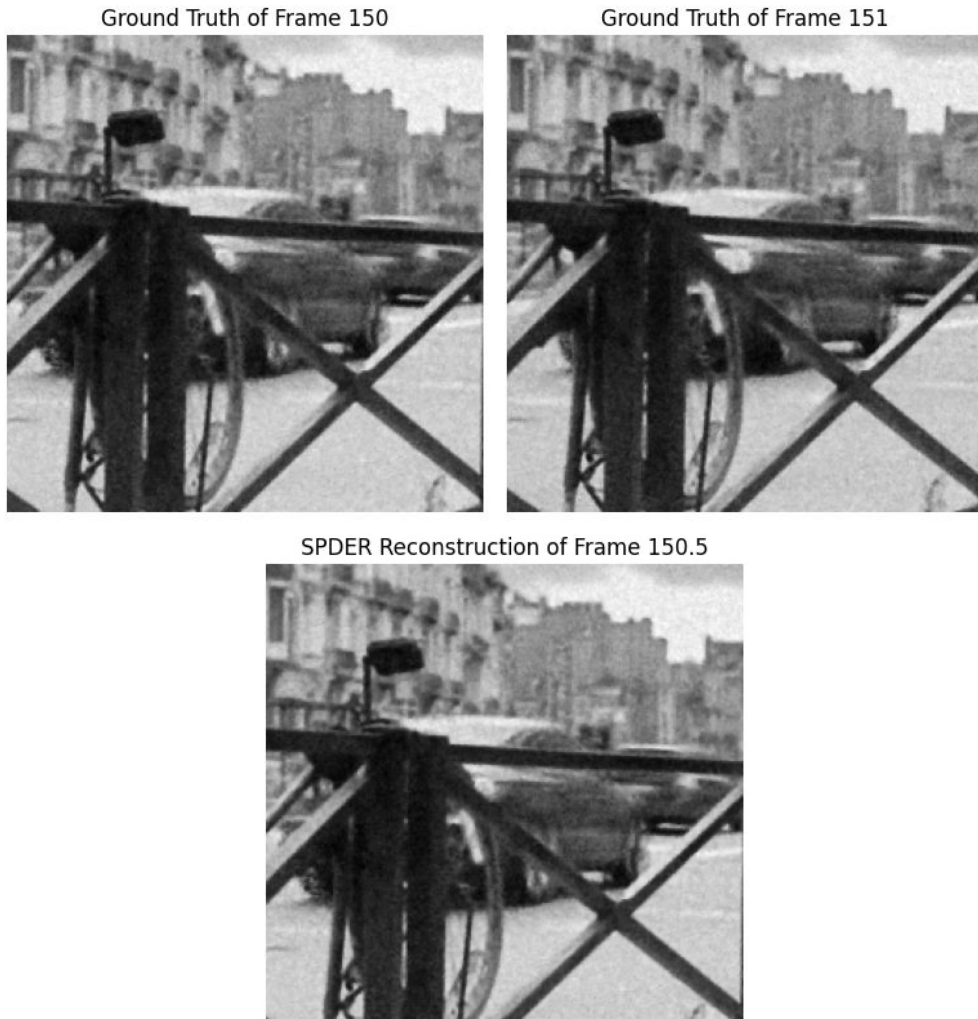 Ground Truth of Frame 150
Ground Truth of Frame 151
SPDER Reconstruction of Frame 150.5